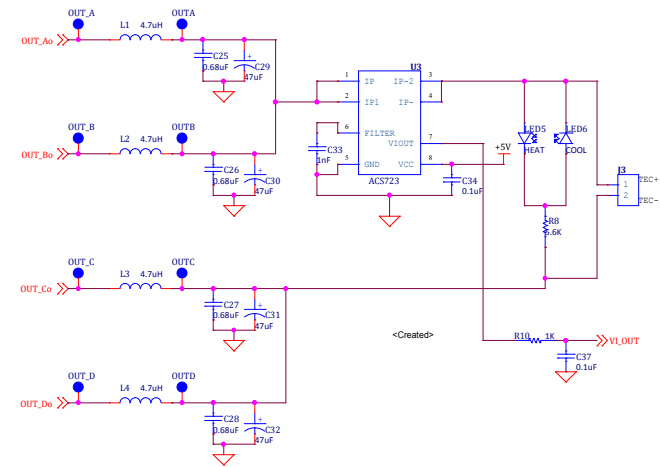 OUT_A OUTA
L1 4.7uH
OUT_Ao
C25
0.68uF
C29
47uF
U3
1 IP IP-2 3
2 IP1 IP- 4
6 FILTER
VIOUT 7
5 GND VCC 8
ACS723
C33
1nF
+5V
C34
0.1uF
LED5
HEAT
LED6
COOL
J3
1 TEC+
2 TEC-
R8
5.6K
OUT_B OUTB
L2 4.7uH
OUT_Bo
C26
0.68uF
C30
47uF
OUT_C OUTC
L3 4.7uH
OUT_Co
C27
0.68uF
C31
47uF
<Created>
R10 1K
VI_OUT
C37
0.1uF
OUT_D OUTD
L4 4.7uH
OUT_Do
C28
0.68uF
C32
47uF